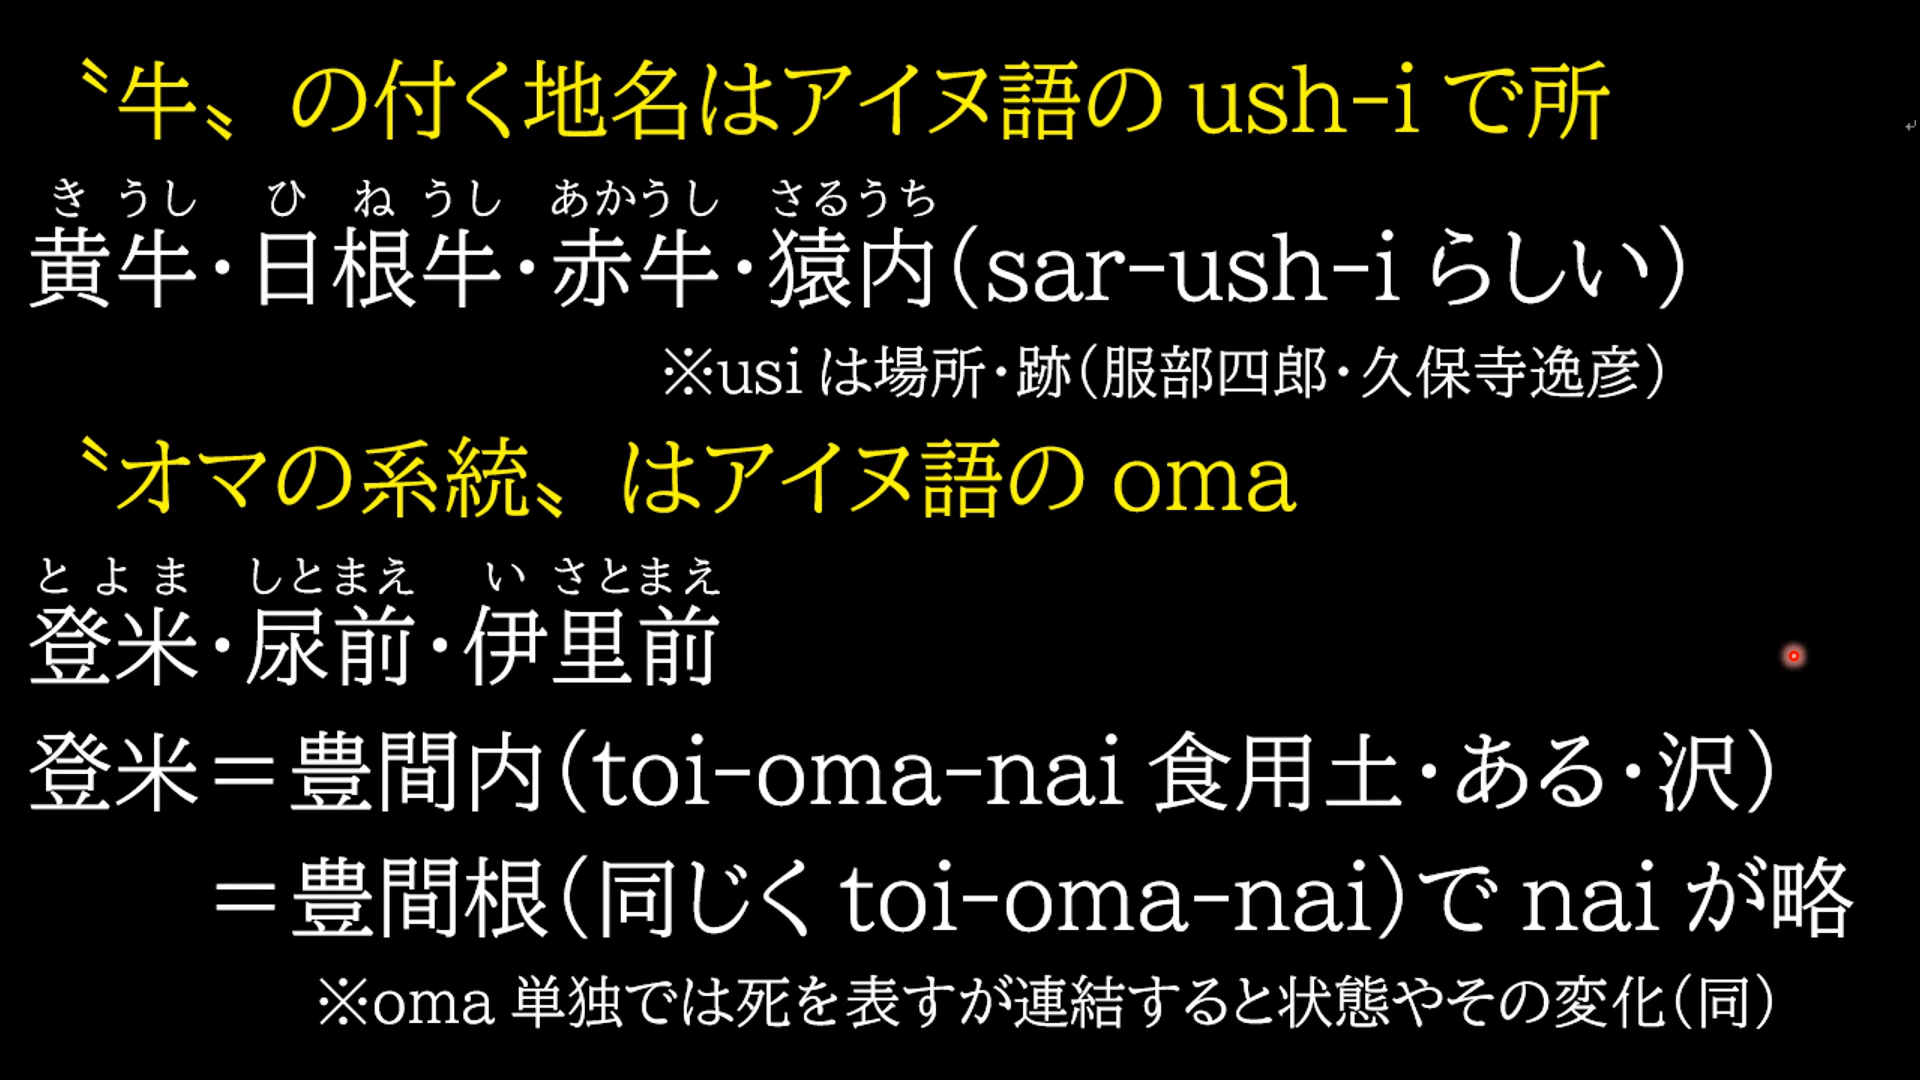 〝牛〟の付く地名はアイヌ語の ush-i で所
き うし ひ ね うし あかうし さるうち
黄牛・日根牛・赤牛・猿内(sar-ush-i らしい)
※usi は場所・跡(服部四郎・久保寺逸彦)
〝オマの系統〟はアイヌ語の oma
と よ ま しとまえ い さとまえ
登米・尿前・伊里前
登米＝豊間内(toi-oma-nai 食用土・ある・沢)
＝豊間根(同じく toi-oma-nai)で nai が略
※oma 単独では死を表すが連結すると状態やその変化(同)